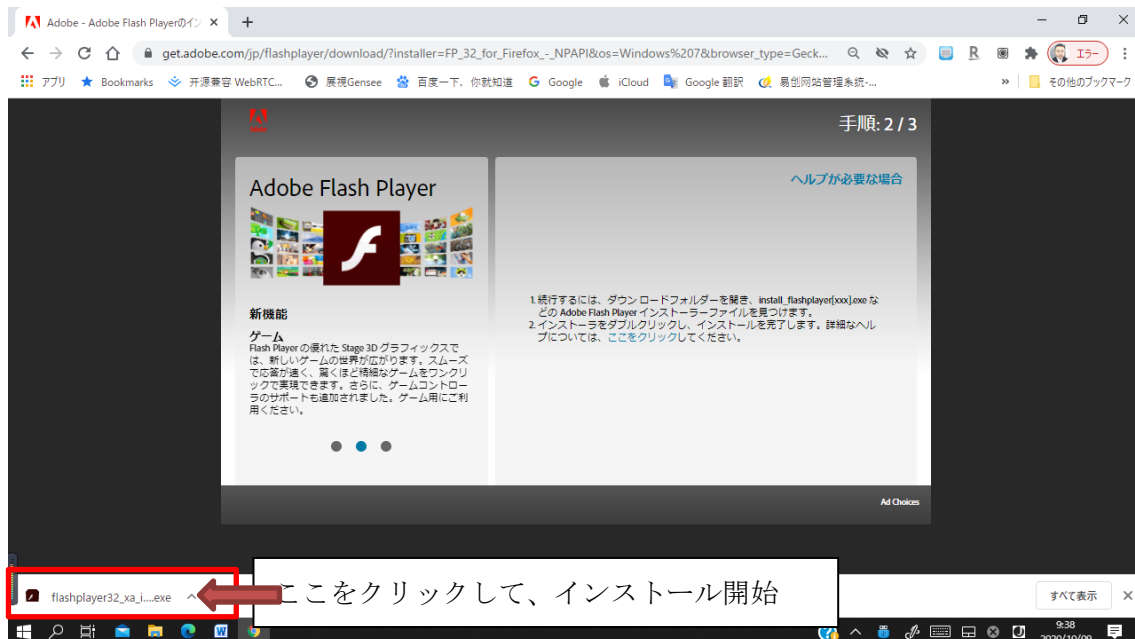 Adobe - Adobe Flash Playerのイン
get.adobe.com/jp/flashplayer/download/?installer=FP_32_for_Firefox_-_NPAPI&os=Windows%207&browser_type=Geck...
エラー
アプリ Bookmarks 开源兼容 WebRTC... 展视Gensee 百度一下，你就知道 Google iCloud Google 翻訳 易创网站管理系统-... » その他のブックマーク
手順: 2 / 3
Adobe Flash Player
新機能
ゲーム
Flash Player の優れた Stage 3D グラフィックスで
は、新しいゲームの世界が広がります。スムーズ
で応答が速く、驚くほど精細なゲームをワンクリ
ックで実現できます。さらに、ゲームコントロー
ラのサポートも追加されました。ゲーム用にご利
用ください。
ヘルプが必要な場合
1. 続行するには、ダウンロードフォルダーを開き、install_flashplayer[xxx].exe な
どの Adobe Flash Player インストーラーファイルを見つけます。
2. インストーラをダブルクリックし、インストールを完了します。詳細なヘル
プについては、ここをクリックしてください。
Ad Choices
flashplayer32_xa_i....exe
ここをクリックして、インストール開始
すべて表示
9:38
2020/10/09